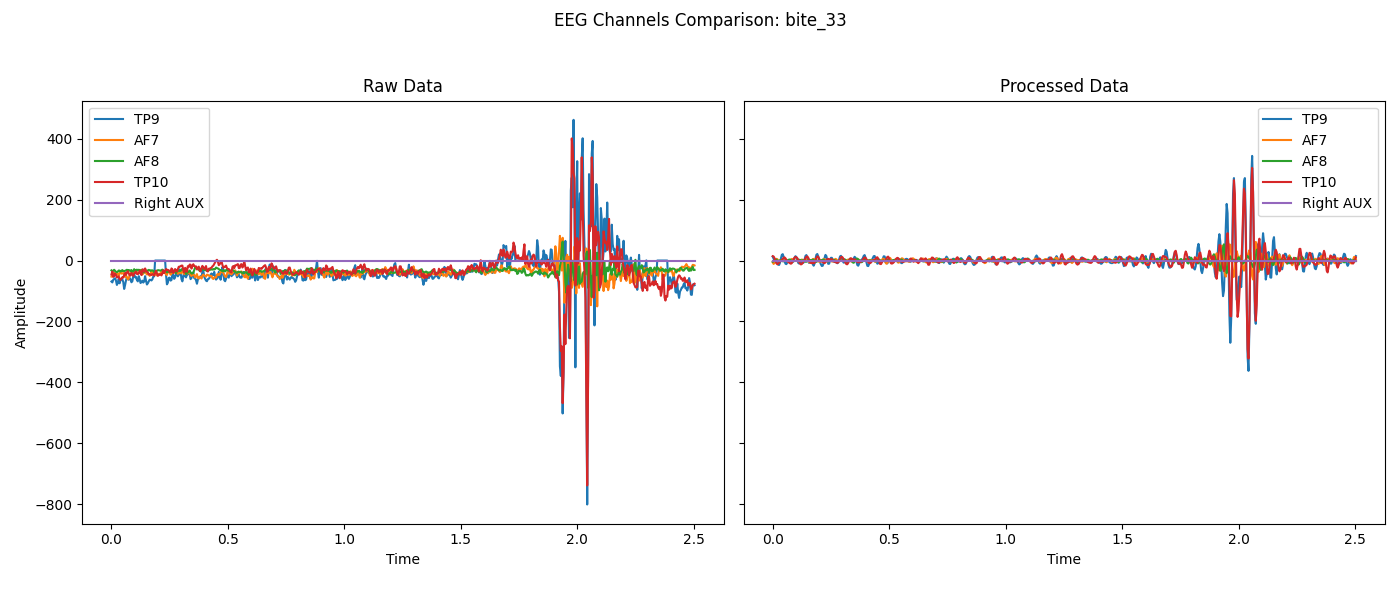 EEG Channels Comparison: bite_33
Raw Data
Processed Data
TP9
AF7
AF8
TP10
Right AUX
TP9
AF7
AF8
TP10
Right AUX
Amplitude
400
200
0
−200
−400
−600
−800
0.0 0.5 1.0 1.5 2.0 2.5
0.0 0.5 1.0 1.5 2.0 2.5
Time
Time